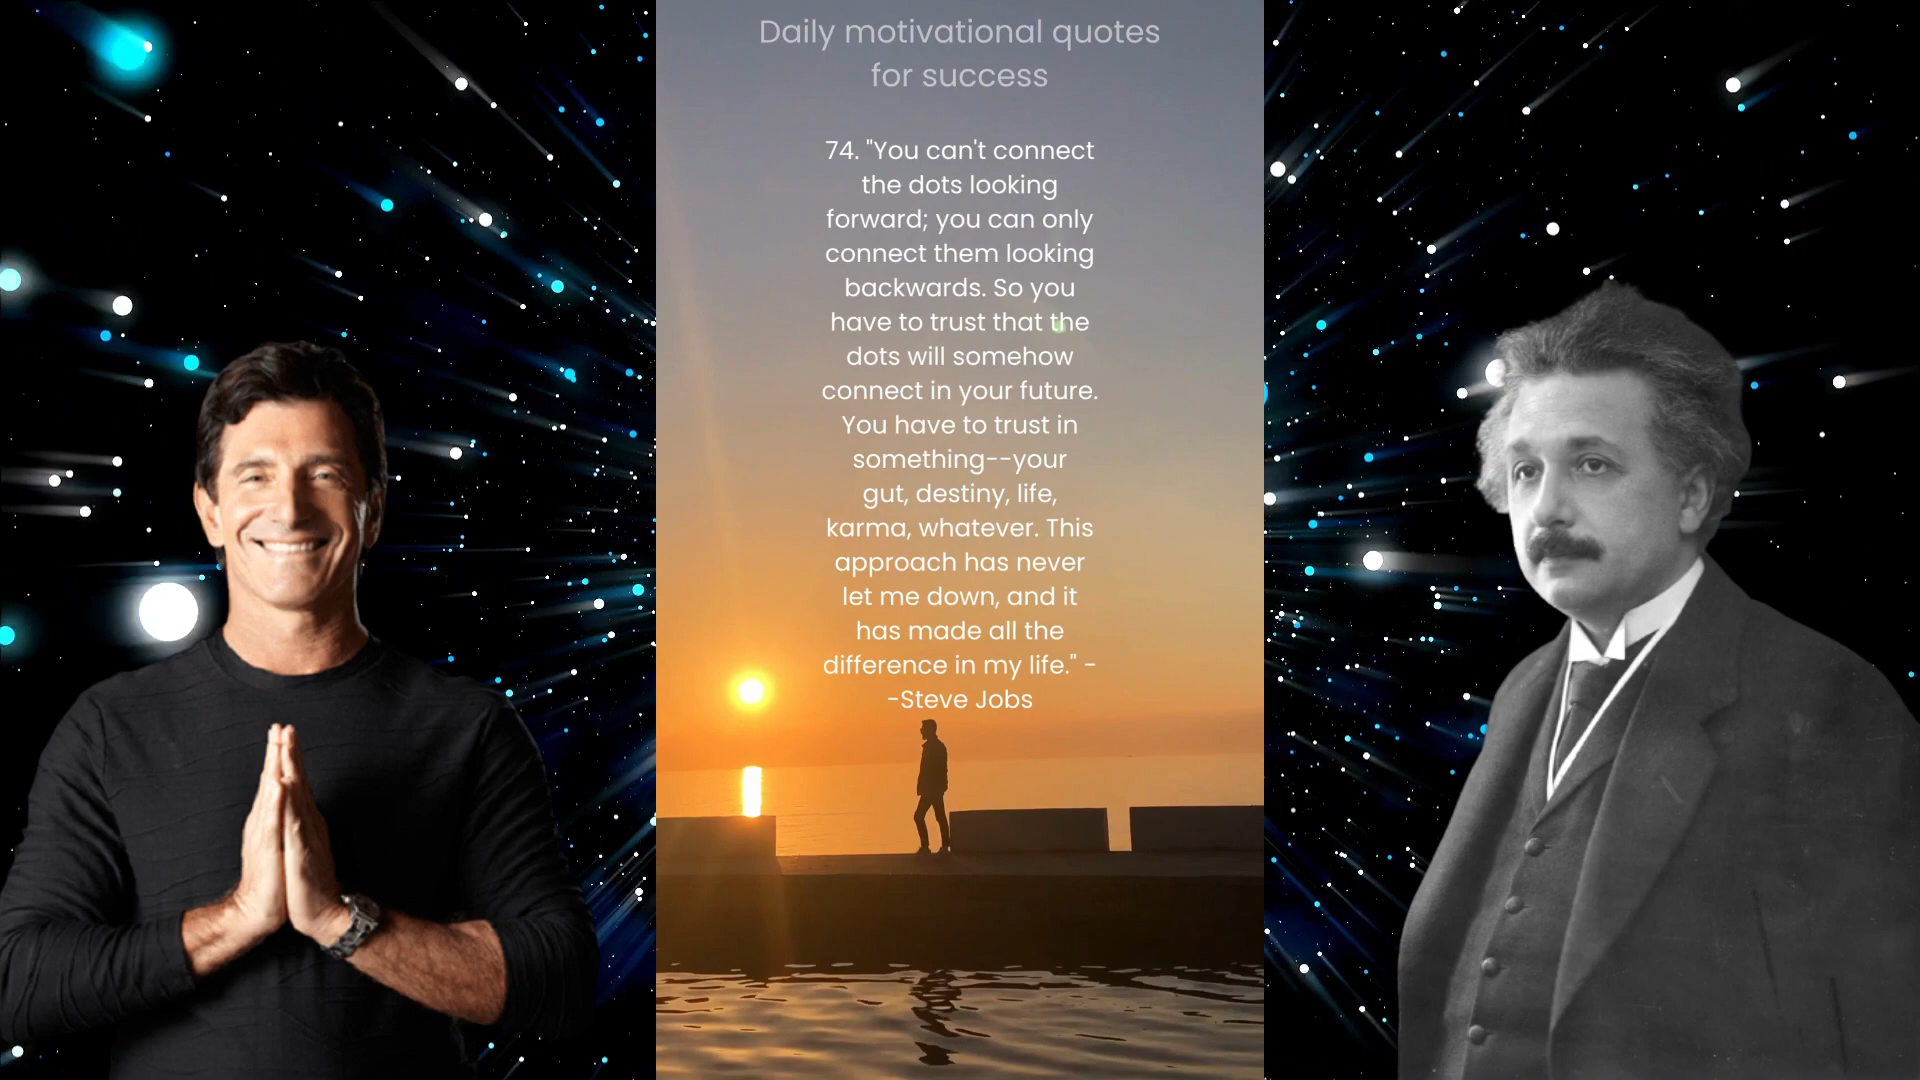 Daily motivational quotes
for success
74. "You can't connect
the dots looking
forward; you can only
connect them looking
backwards. So you
have to trust that the
dots will somehow
connect in your future.
You have to trust in
something--your
gut, destiny, life,
karma, whatever. This
approach has never
let me down, and it
has made all the
difference in my life." -
-Steve Jobs